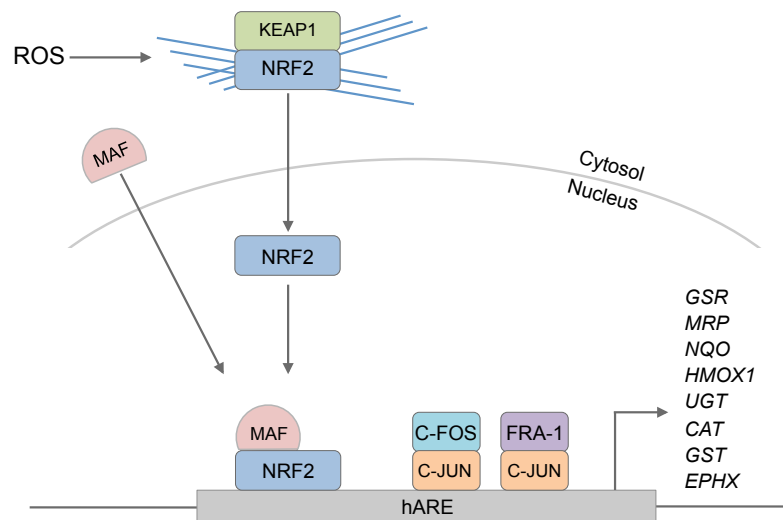 KEAP1
ROS
NRF2
MAF
Cytosol
Nucleus
NRF2
GSR
MRP
NQO
HMOX1
UGT
CAT
GST
EPHX
MAF
C-FOS
FRA-1
NRF2
C-JUN
C-JUN
hARE